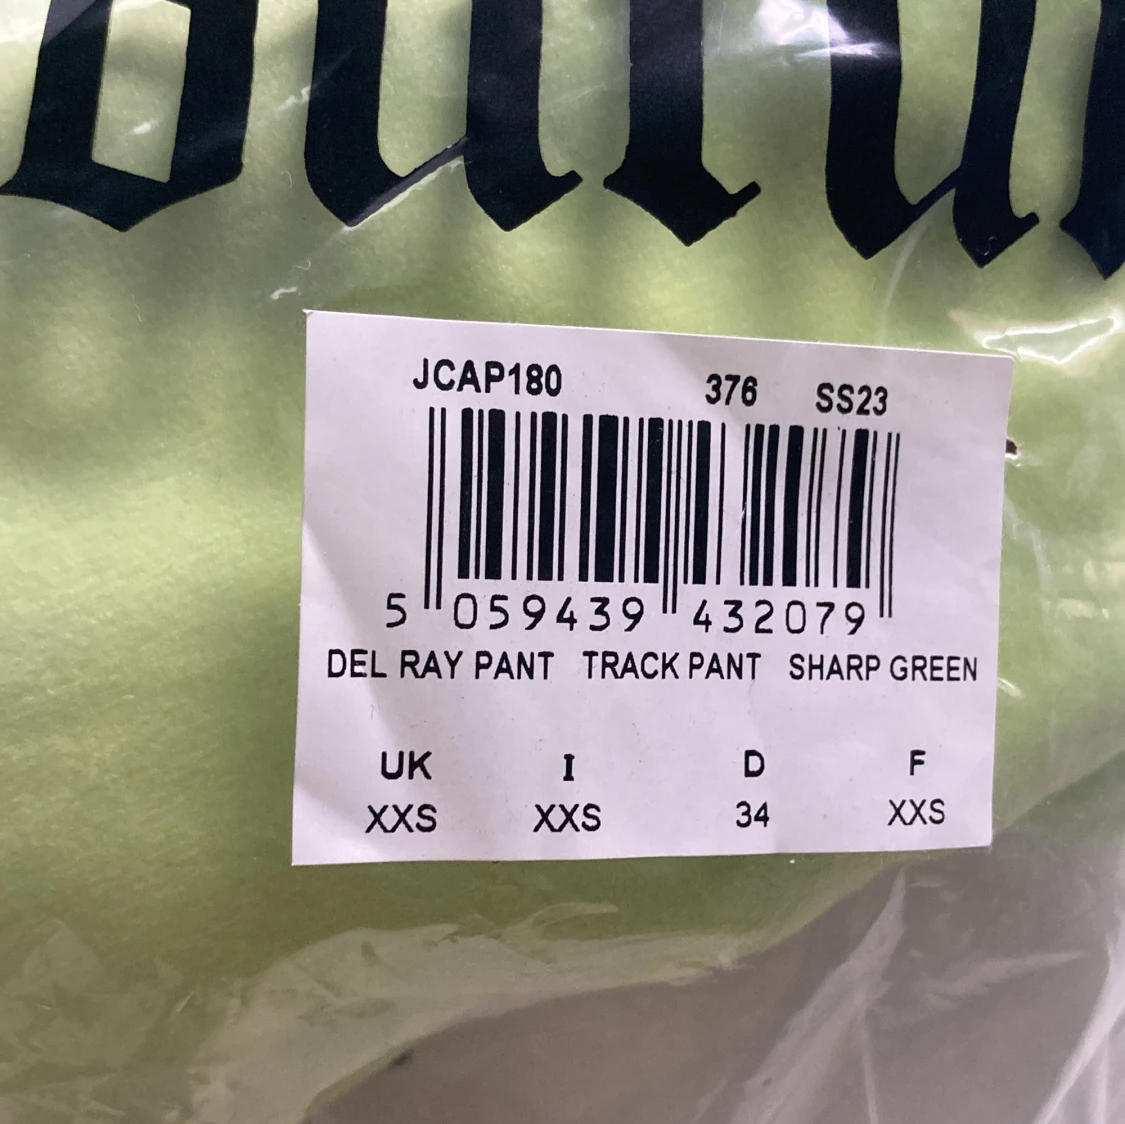 JCAP180 376 SS23
5 059439 432079
DEL RAY PANT TRACK PANT SHARP GREEN
UK I D F
XXS XXS 34 XXS